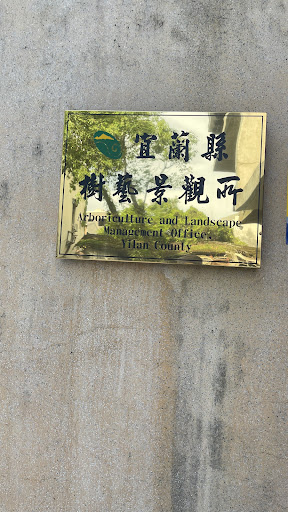 宜蘭縣
樹藝景觀所
Arboriculture and Landscape
Management Office,
Yilan County